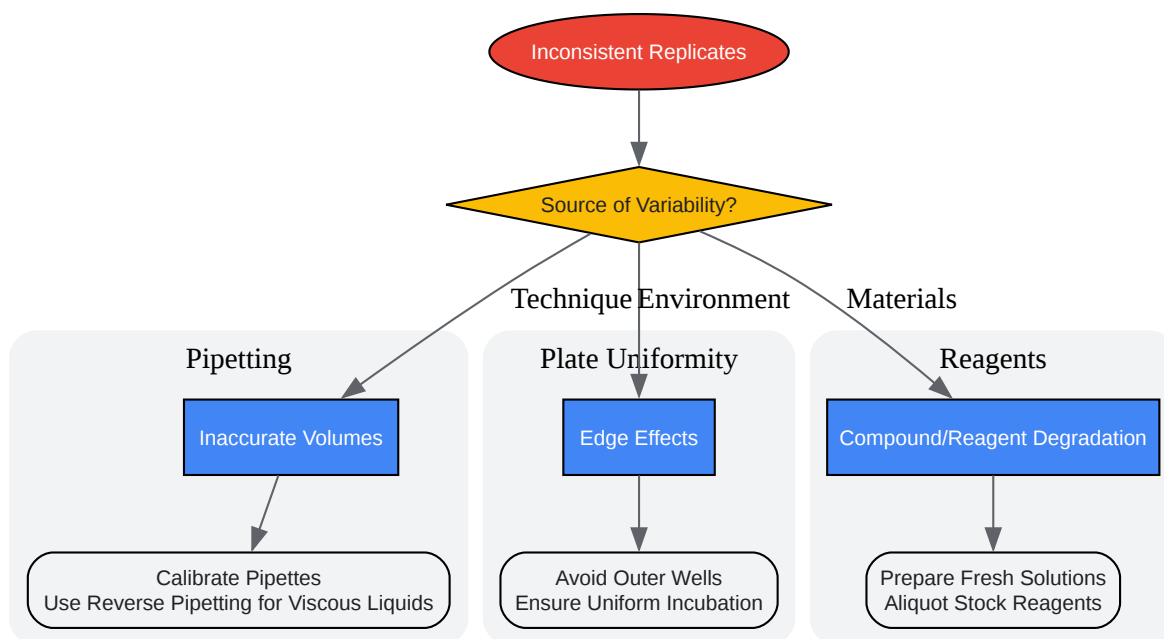 Inconsistent Replicates
Source of Variability?
Technique
Environment
Materials
Pipetting
Plate Uniformity
Reagents
Inaccurate Volumes
Edge Effects
Compound/Reagent Degradation
Calibrate Pipettes
Use Reverse Pipetting for Viscous Liquids
Avoid Outer Wells
Ensure Uniform Incubation
Prepare Fresh Solutions
Aliquot Stock Reagents